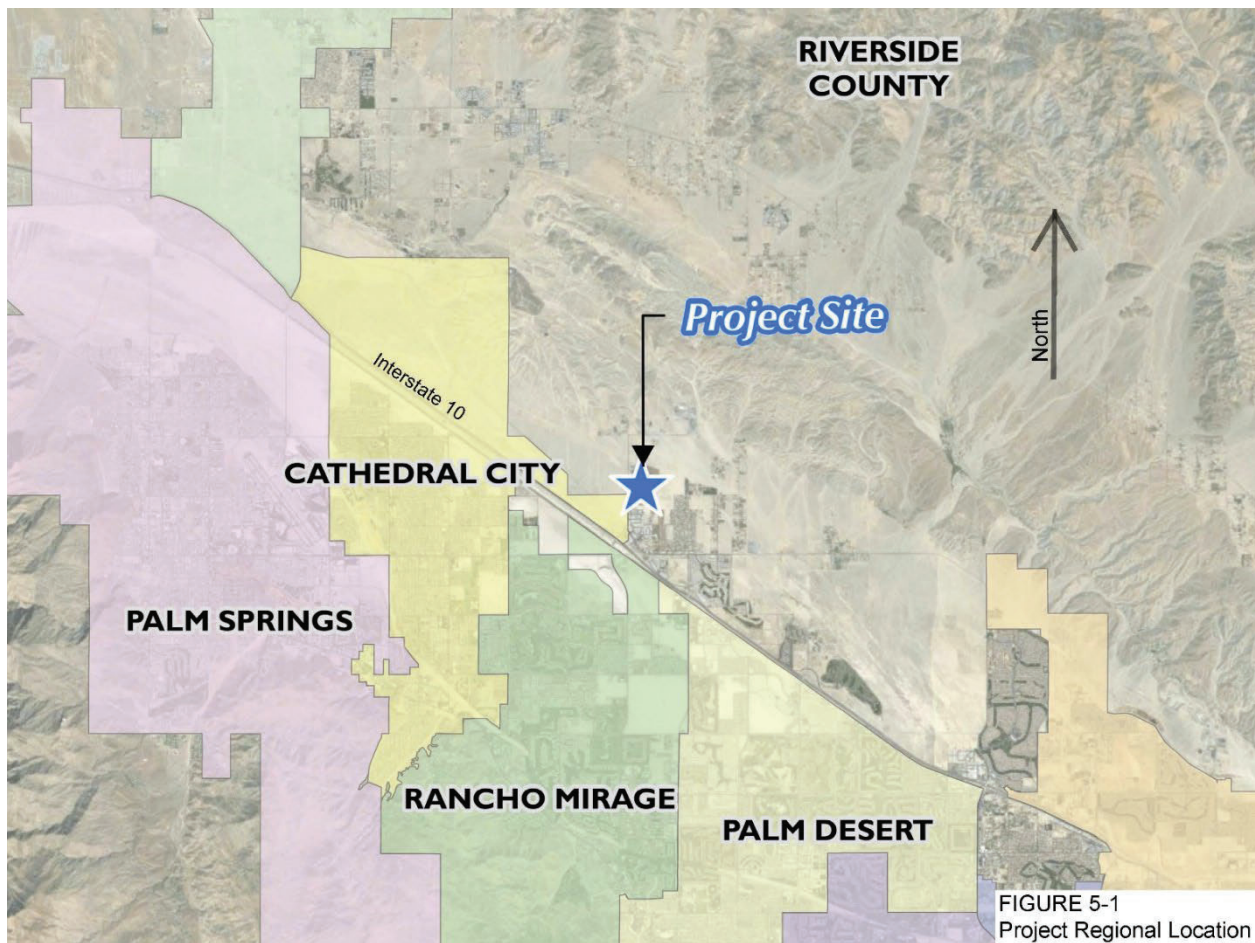 RIVERSIDE
COUNTY
North
Project Site
Interstate 10
CATHEDRAL CITY
PALM SPRINGS
RANCHO MIRAGE
PALM DESERT
FIGURE 5-1
Project Regional Location